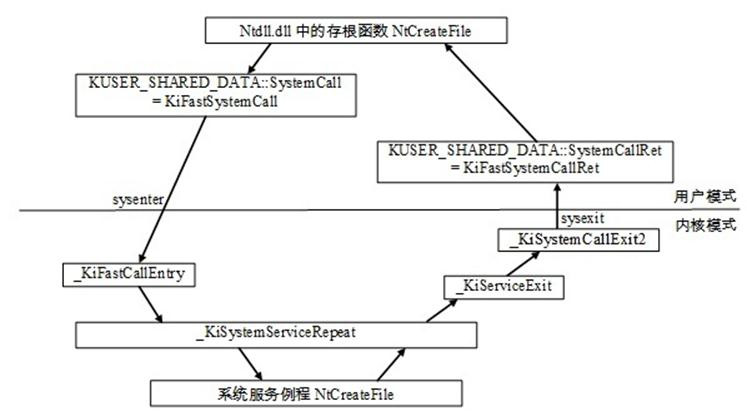 Ntdll.dll 中的存根函数 NtCreateFile
KUSER_SHARED_DATA::SystemCall
= KiFastSystemCall
KUSER_SHARED_DATA::SystemCallRet
= KiFastSystemCallRet
用户模式
sysenter
sysexit
内核模式
_KiSystemCallExit2
_KiFastCallEntry
_KiServiceExit
_KiSystemServiceRepeat
系统服务例程 NtCreateFile